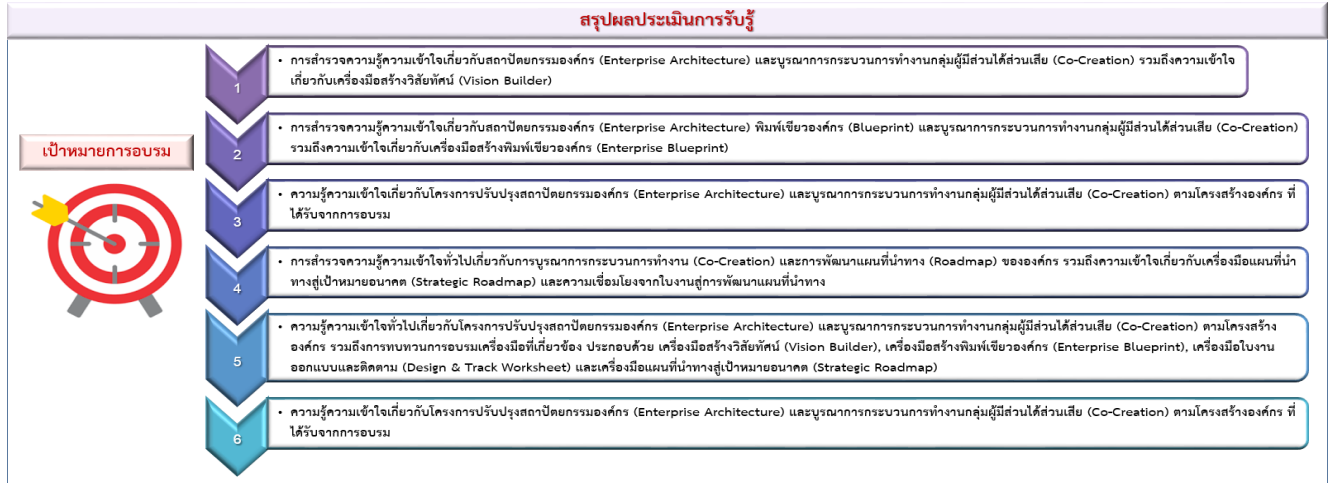 สรุปผลประเมินการรับรู้
เป้าหมายการอบรม
1
• การสำรวจความรู้ความเข้าใจเกี่ยวกับสถาปัตยกรรมองค์กร (Enterprise Architecture) และบูรณาการกระบวนการทำงานกลุ่มผู้มีส่วนได้ส่วนเสีย (Co-Creation) รวมถึงความเข้าใจ
เกี่ยวกับเครื่องมือสร้างวิสัยทัศน์ (Vision Builder)
2
• การสำรวจความรู้ความเข้าใจเกี่ยวกับสถาปัตยกรรมองค์กร (Enterprise Architecture) พิมพ์เขียวองค์กร (Blueprint) และบูรณาการกระบวนการทำงานกลุ่มผู้มีส่วนได้ส่วนเสีย (Co-Creation)
รวมถึงความเข้าใจเกี่ยวกับเครื่องมือสร้างพิมพ์เขียวองค์กร (Enterprise Blueprint)
3
• ความรู้ความเข้าใจเกี่ยวกับโครงการปรับปรุงสถาปัตยกรรมองค์กร (Enterprise Architecture) และบูรณาการกระบวนการทำงานกลุ่มผู้มีส่วนได้ส่วนเสีย (Co-Creation) ตามโครงสร้างองค์กร ที่
ได้รับจากการอบรม
4
• การสำรวจความรู้ความเข้าใจทั่วไปเกี่ยวกับการบูรณาการกระบวนการทำงาน (Co-Creation) และการพัฒนาแผนที่นำทาง (Roadmap) ขององค์กร รวมถึงความเข้าใจเกี่ยวกับเครื่องมือแผนที่นำ
ทางสู่เป้าหมายอนาคต (Strategic Roadmap) และความเชื่อมโยงจากใบงานสู่การพัฒนาแผนที่นำทาง
5
• ความรู้ความเข้าใจทั่วไปเกี่ยวกับโครงการปรับปรุงสถาปัตยกรรมองค์กร (Enterprise Architecture) และบูรณาการกระบวนการทำงานกลุ่มผู้มีส่วนได้ส่วนเสีย (Co-Creation) ตามโครงสร้าง
องค์กร รวมถึงการทบทวนการอบรมเครื่องมือที่เกี่ยวข้อง ประกอบด้วย เครื่องมือสร้างวิสัยทัศน์ (Vision Builder), เครื่องมือสร้างพิมพ์เขียวองค์กร (Enterprise Blueprint), เครื่องมือใบงาน
ออกแบบและติดตาม (Design & Track Worksheet) และเครื่องมือแผนที่นำทางสู่เป้าหมายอนาคต (Strategic Roadmap)
6
• ความรู้ความเข้าใจเกี่ยวกับโครงการปรับปรุงสถาปัตยกรรมองค์กร (Enterprise Architecture) และบูรณาการกระบวนการทำงานกลุ่มผู้มีส่วนได้ส่วนเสีย (Co-Creation) ตามโครงสร้างองค์กร ที่
ได้รับจากการอบรม